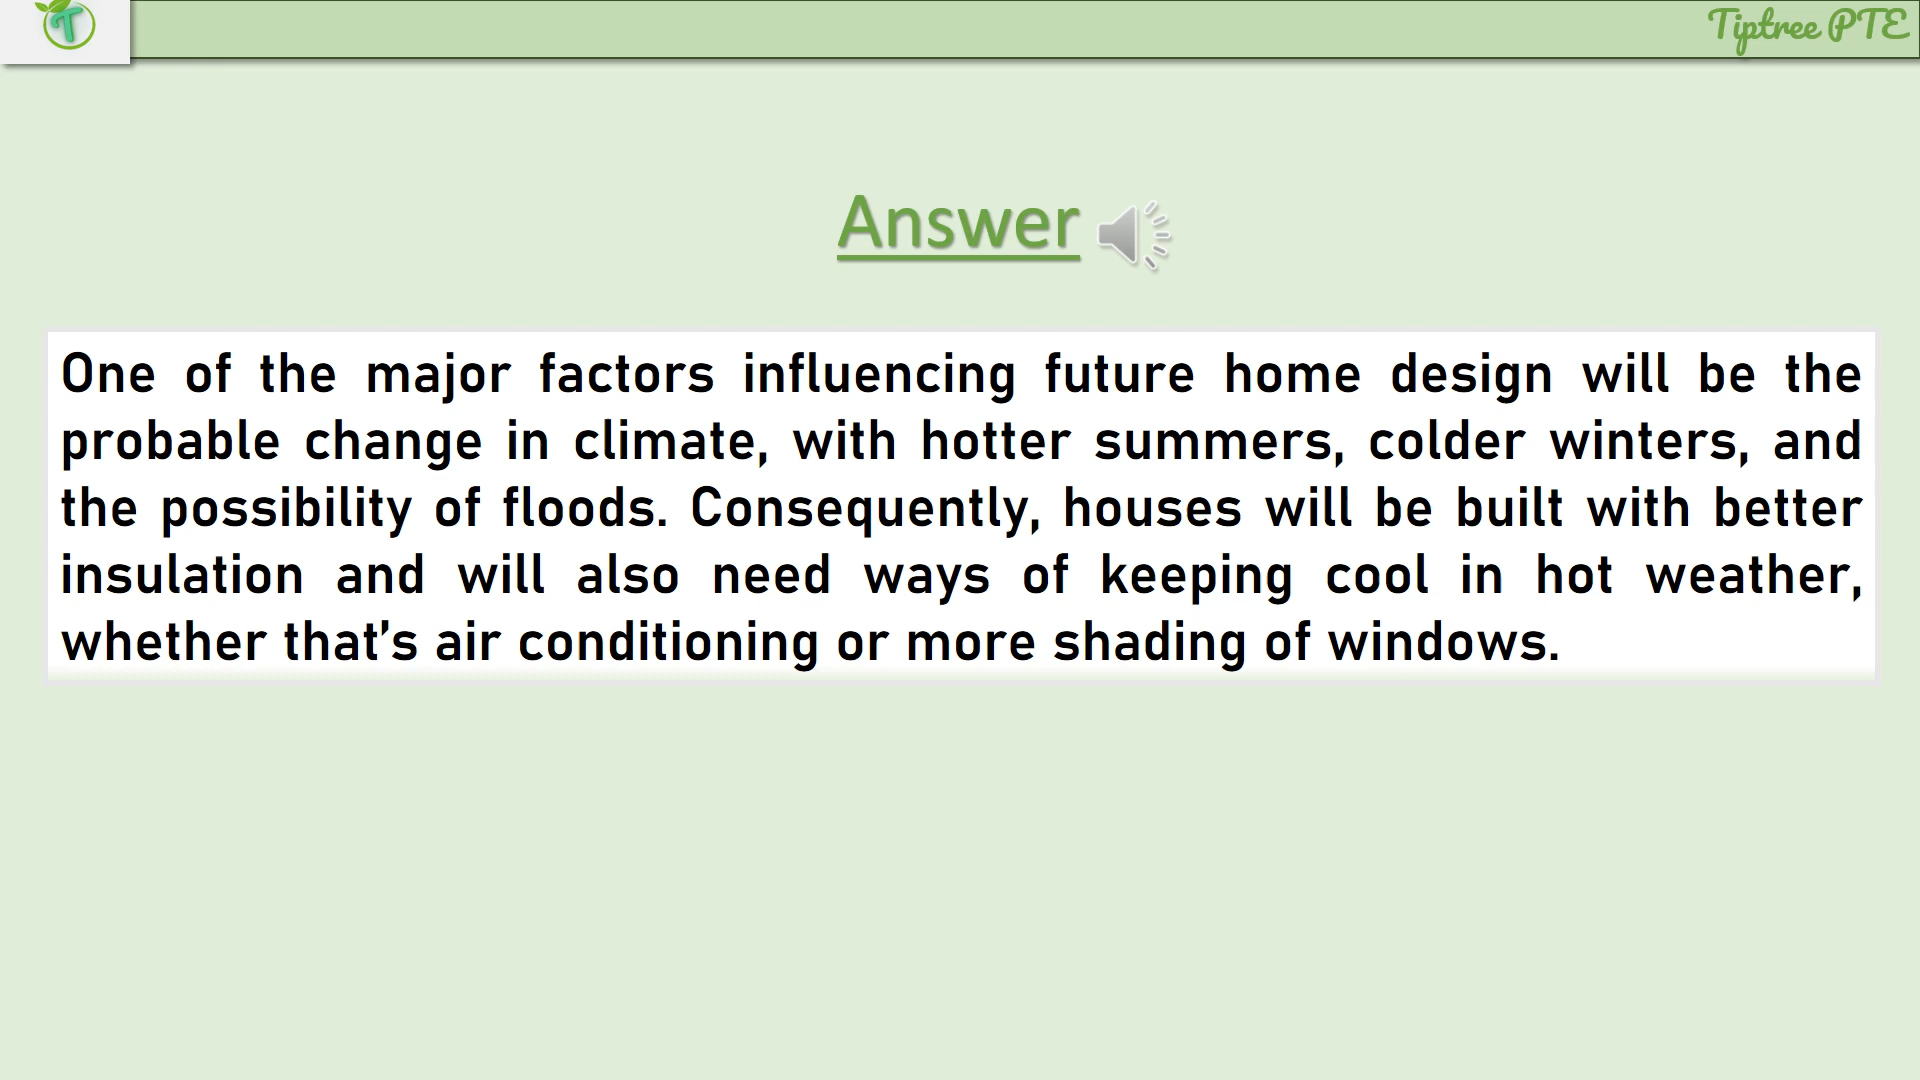 T
Tiptree PTE
Answer
One of the major factors influencing future home design will be the
probable change in climate, with hotter summers, colder winters, and
the possibility of floods. Consequently, houses will be built with better
insulation and will also need ways of keeping cool in hot weather,
whether that’s air conditioning or more shading of windows.